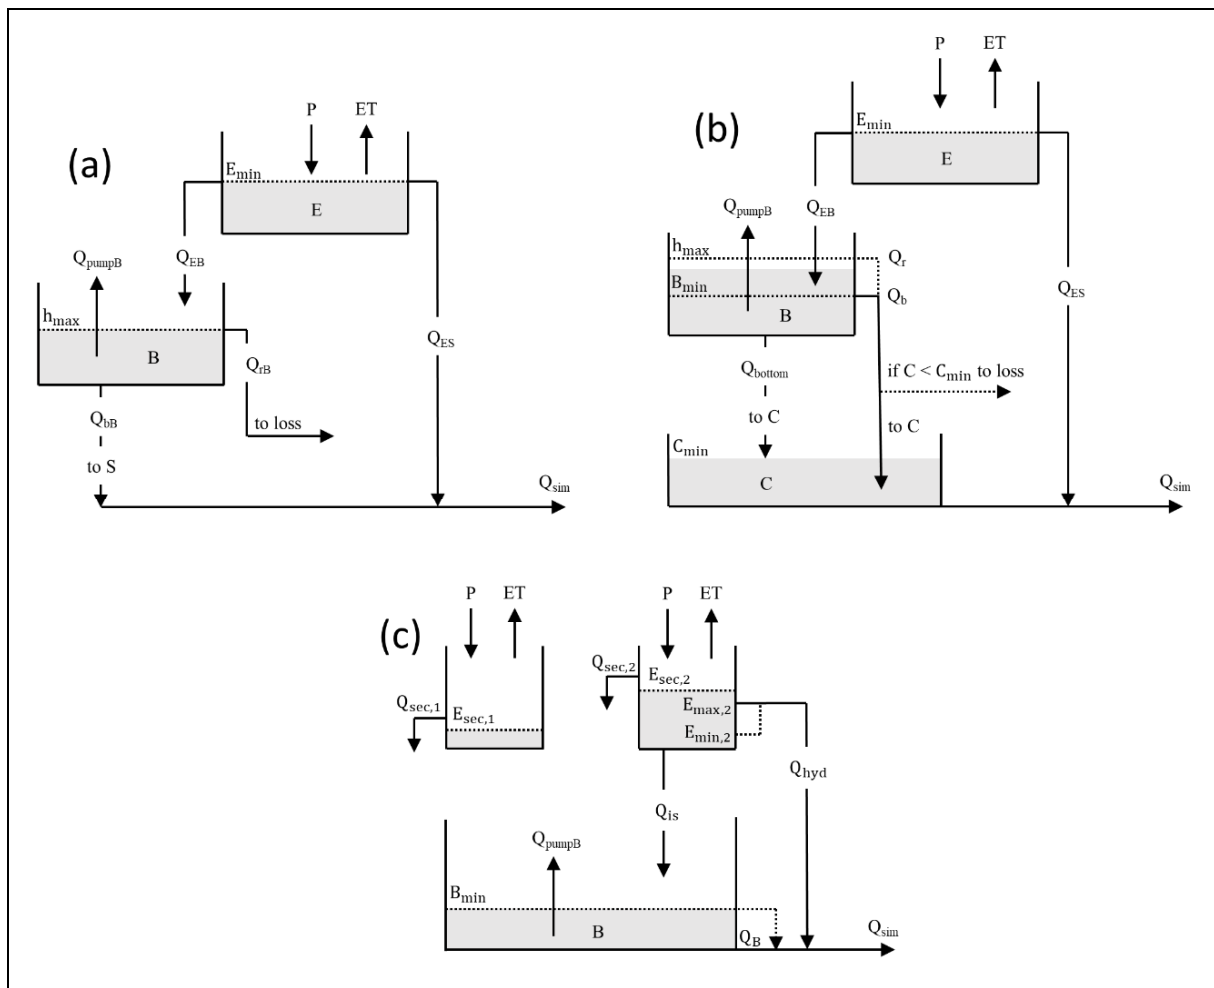 (a)
P ET
E_min
E
Q_EB
Q_pumpB
h_max
B
Q_rB
Q_ES
Q_bB
to loss
to S
Q_sim
(b)
P ET
E_min
E
Q_pumpB
Q_EB
h_max
Q_r
B_min
Q_b
B
Q_ES
Q_bottom
if C < C_min to loss
to C
to C
C_min
C
Q_sim
(c)
P ET
Q_sec,1
E_sec,1
P ET
Q_sec,2
E_sec,2
E_max,2
E_min,2
Q_hyd
Q_is
Q_pumpB
B_min
B
Q_B
Q_sim